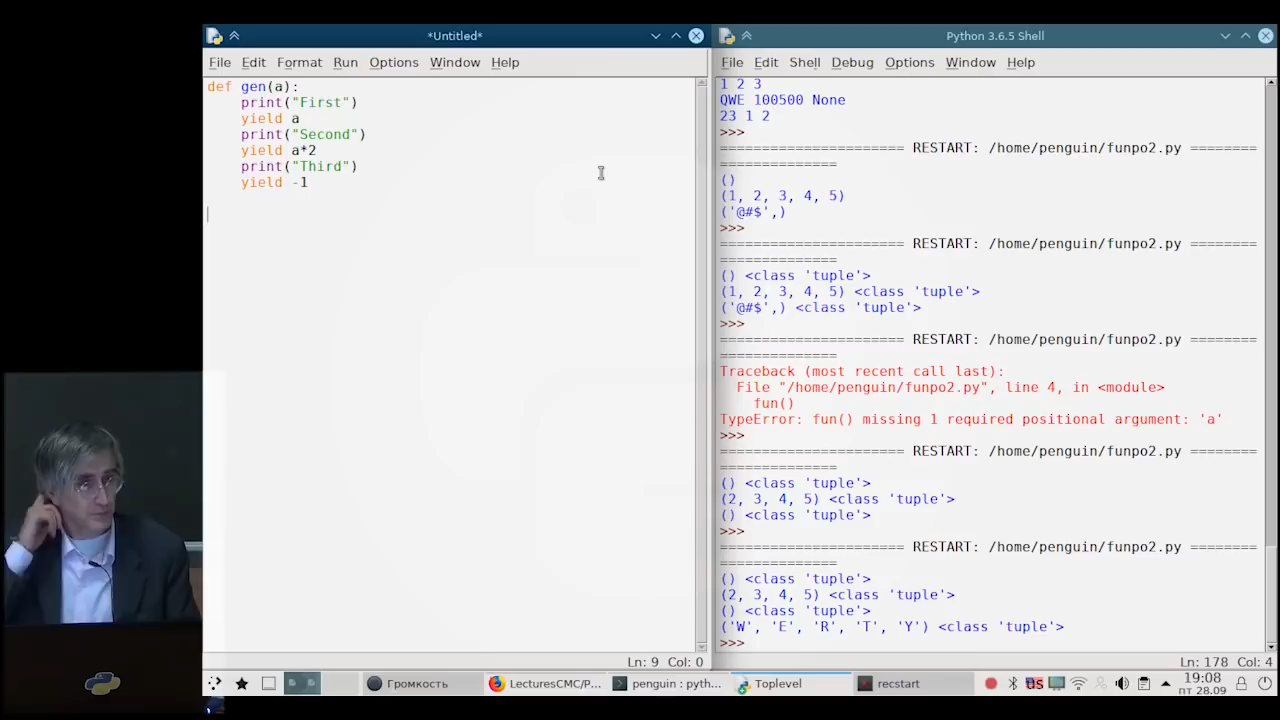 *Untitled*
File Edit Format Run Options Window Help
def gen(a):
    print("First")
    yield a
    print("Second")
    yield a*2
    print("Third")
    yield -1
Ln: 9 Col: 0
Python 3.6.5 Shell
File Edit Shell Debug Options Window Help
1 2 3
QWE 100500 None
23 1 2
>>>
====================== RESTART: /home/penguin/funpo2.py ========
==============
()
(1, 2, 3, 4, 5)
('@#$',)
>>>
====================== RESTART: /home/penguin/funpo2.py ========
==============
() <class 'tuple'>
(1, 2, 3, 4, 5) <class 'tuple'>
('@#$',) <class 'tuple'>
>>>
====================== RESTART: /home/penguin/funpo2.py ========
==============
Traceback (most recent call last):
  File "/home/penguin/funpo2.py", line 4, in <module>
    fun()
TypeError: fun() missing 1 required positional argument: 'a'
>>>
====================== RESTART: /home/penguin/funpo2.py ========
==============
() <class 'tuple'>
(2, 3, 4, 5) <class 'tuple'>
() <class 'tuple'>
>>>
====================== RESTART: /home/penguin/funpo2.py ========
==============
() <class 'tuple'>
(2, 3, 4, 5) <class 'tuple'>
() <class 'tuple'>
('W', 'E', 'R', 'T', 'Y') <class 'tuple'>
>>>
Ln: 178 Col: 4
Громкость LecturesCMC/P... penguin : pyth... Toplevel recstart US 19:08
пт 28.09